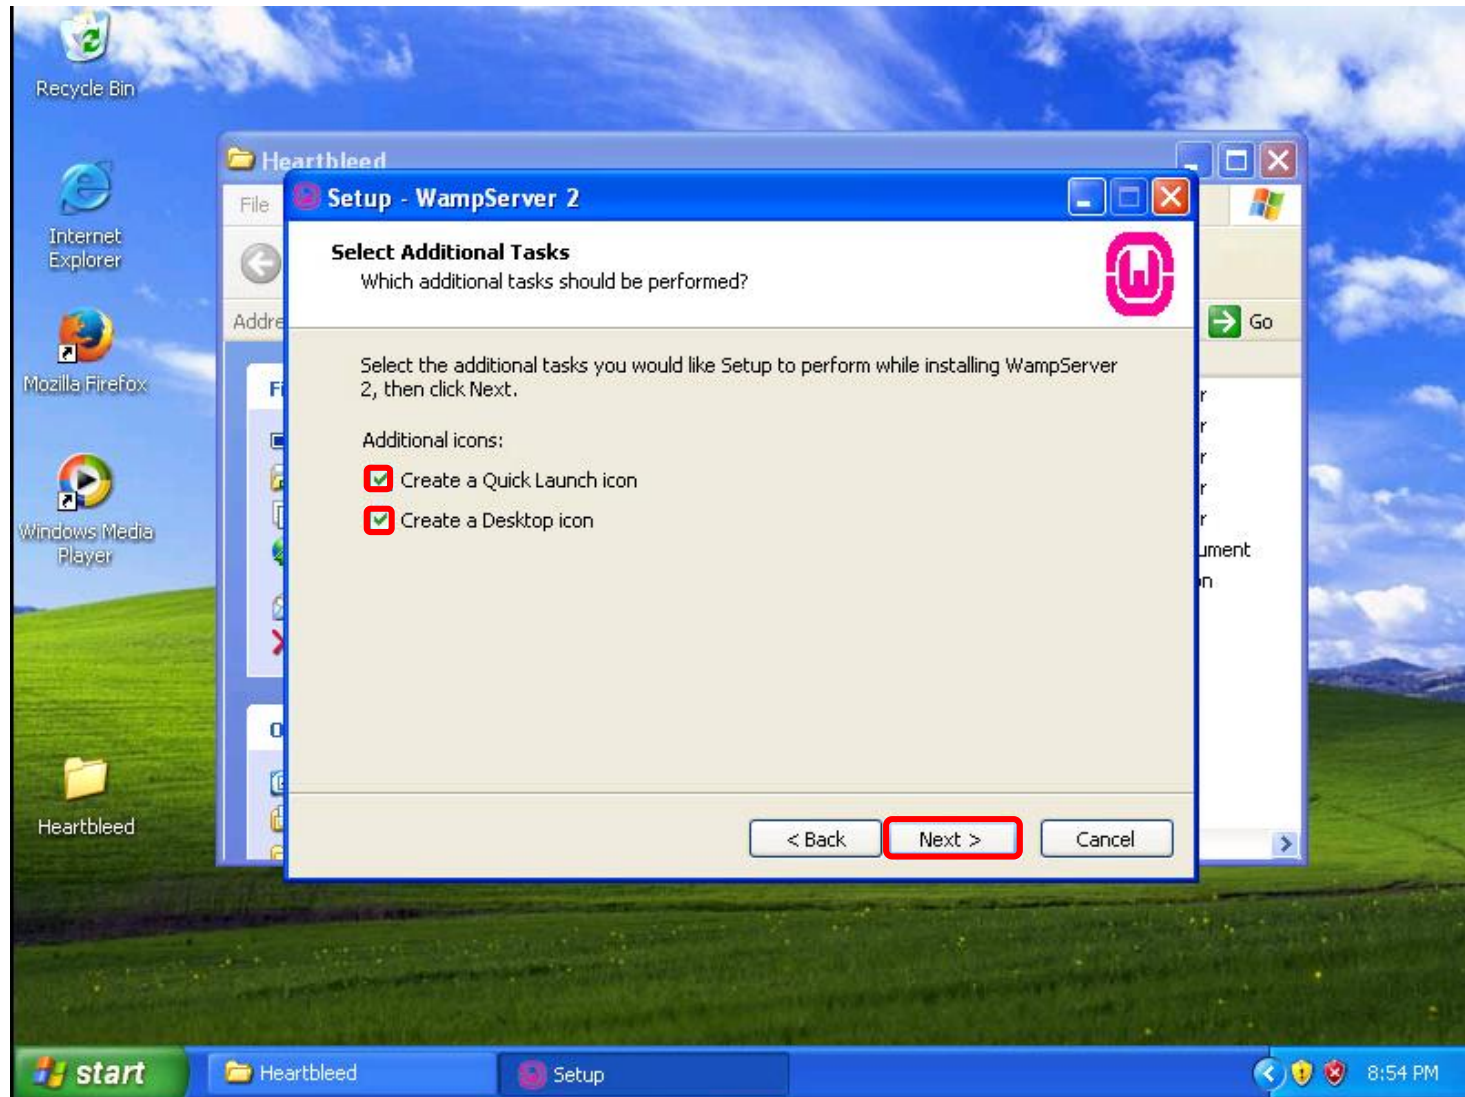 Recycle Bin
Internet
Explorer
Mozilla Firefox
Windows Media
Player
Heartbleed
Heartbleed
File
Addre
Go
Setup - WampServer 2
Select Additional Tasks
Which additional tasks should be performed?
Select the additional tasks you would like Setup to perform while installing WampServer
2, then click Next.
Additional icons:
Create a Quick Launch icon
Create a Desktop icon
< Back
Next >
Cancel
r
r
r
r
r
ument
start
Heartbleed
Setup
8:54 PM